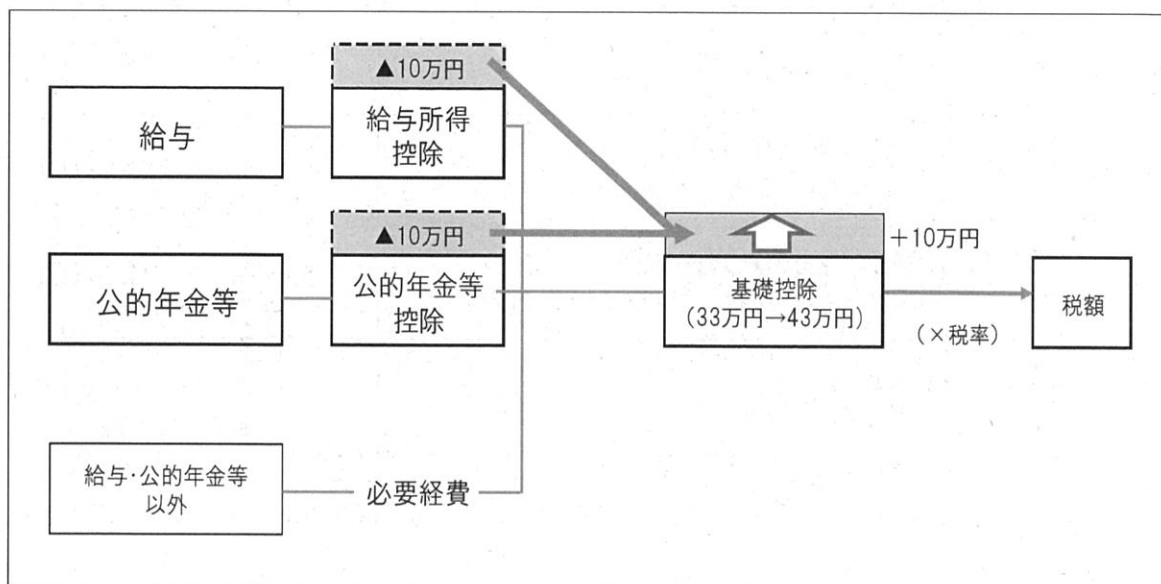 ▲10万円
給与
給与所得
控除
▲10万円
+10万円
公的年金等
公的年金等
控除
基礎控除
(33万円→43万円)
(×税率)
税額
給与・公的年金等
以外
必要経費